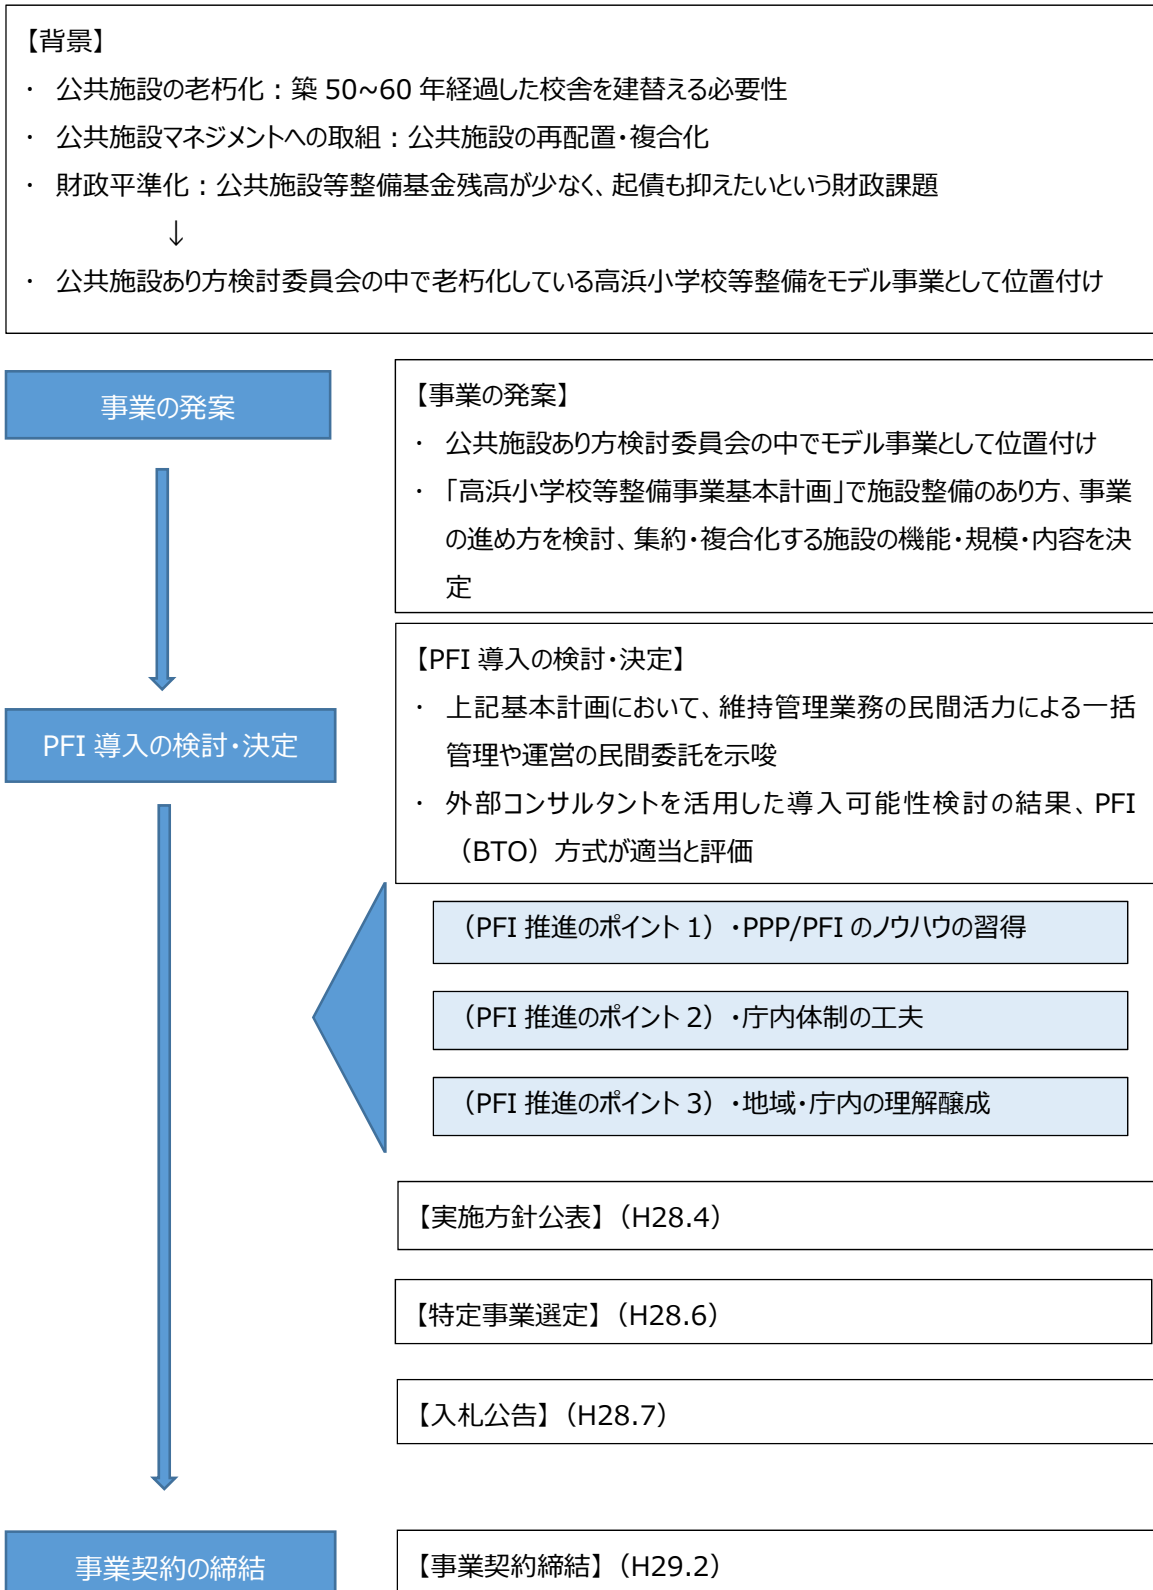 【背景】
・ 公共施設の老朽化：築 50~60 年経過した校舎を建替える必要性
・ 公共施設マネジメントへの取組：公共施設の再配置・複合化
・ 財政平準化：公共施設等整備基金残高が少なく、起債も抑えたいという財政課題
↓
・ 公共施設あり方検討委員会の中で老朽化している高浜小学校等整備をモデル事業として位置付け
事業の発案
【事業の発案】
・ 公共施設あり方検討委員会の中でモデル事業として位置付け
・ 「高浜小学校等整備事業基本計画」で施設整備のあり方、事業
の進め方を検討、集約・複合化する施設の機能・規模・内容を決
定
PFI 導入の検討・決定
【PFI 導入の検討・決定】
・ 上記基本計画において、維持管理業務の民間活力による一括
管理や運営の民間委託を示唆
・ 外部コンサルタントを活用した導入可能性検討の結果、PFI
（BTO）方式が適当と評価
（PFI 推進のポイント 1）・PPP/PFI のノウハウの習得
（PFI 推進のポイント 2）・庁内体制の工夫
（PFI 推進のポイント 3）・地域・庁内の理解醸成
【実施方針公表】（H28.4）
【特定事業選定】（H28.6）
【入札公告】（H28.7）
事業契約の締結
【事業契約締結】（H29.2）